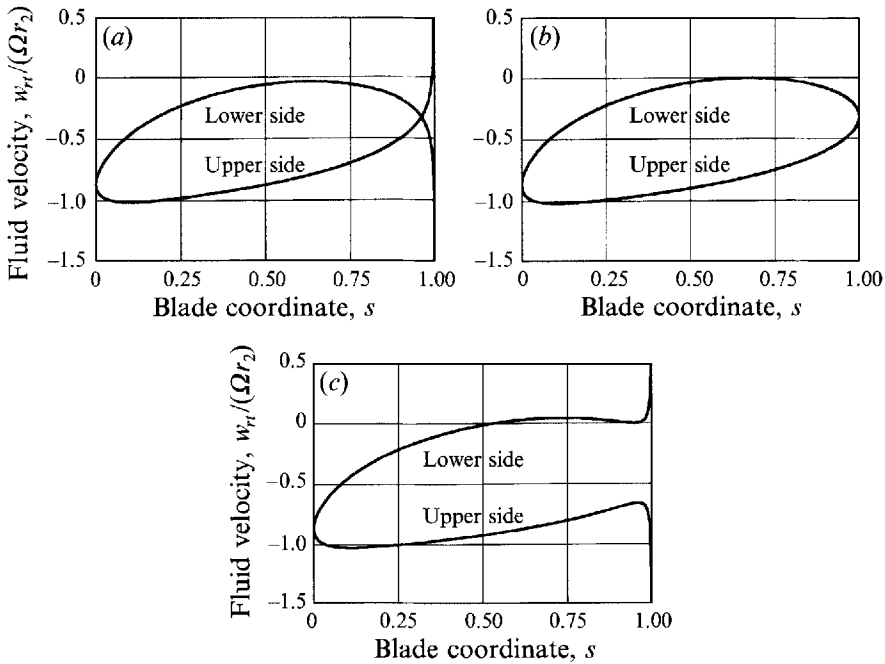 (a)
0.5
0
−0.5
−1.0
−1.5
Fluid velocity, w_rt/(Ωr₂)
Lower side
Upper side
0
0.25
0.50
0.75
1.00
Blade coordinate, s
(b)
0.5
0
−0.5
−1.0
−1.5
Lower side
Upper side
0
0.25
0.50
0.75
1.00
Blade coordinate, s
(c)
0.5
0
−0.5
−1.0
−1.5
Fluid velocity, w_rt/(Ωr₂)
Lower side
Upper side
0
0.25
0.50
0.75
1.00
Blade coordinate, s